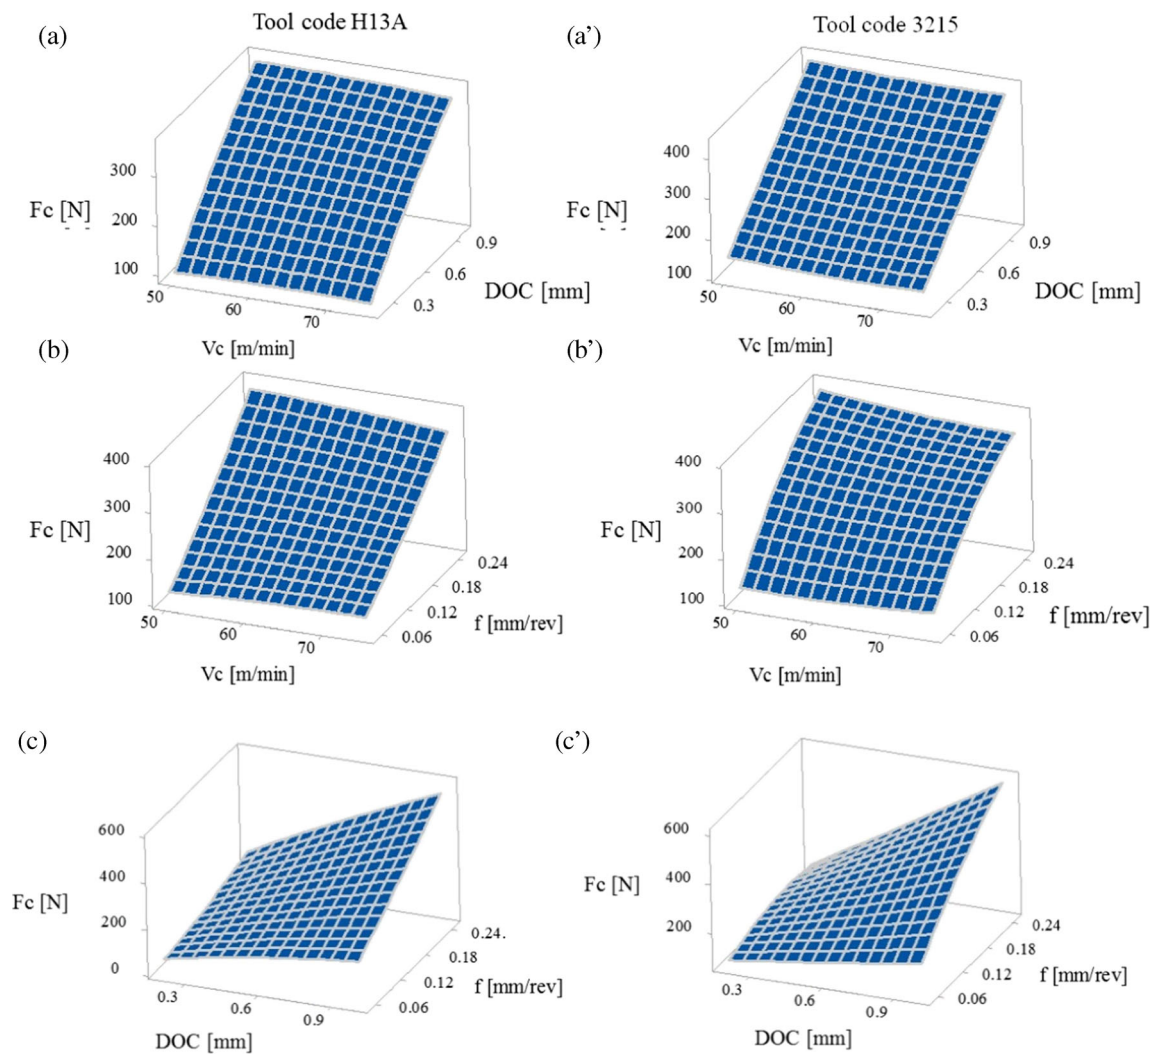 Tool code H13A
Tool code 3215
(a)
(a’)
300
200
100
Fc [N]
50
60
70
Vc [m/min]
0.3
0.6
0.9
DOC [mm]
400
300
200
100
Fc [N]
50
60
70
Vc [m/min]
0.3
0.6
0.9
DOC [mm]
(b)
(b’)
400
300
200
100
Fc [N]
50
60
70
Vc [m/min]
0.06
0.12
0.18
0.24
f [mm/rev]
400
300
200
100
Fc [N]
50
60
70
Vc [m/min]
0.06
0.12
0.18
0.24
f [mm/rev]
(c)
(c’)
600
400
200
0
Fc [N]
0.3
0.6
0.9
DOC [mm]
0.06
0.12
0.18
0.24.
f [mm/rev]
600
400
200
Fc [N]
0.3
0.6
0.9
DOC [mm]
0.06
0.12
0.18
0.24
f [mm/rev]